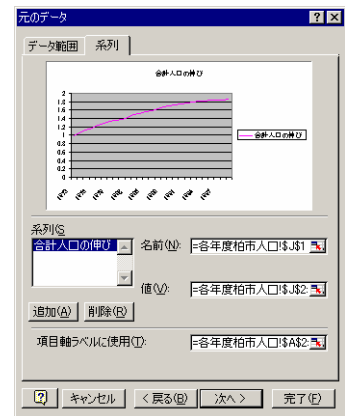 元のデータ
データ範囲 系列
合計人口の伸び
2
1.8
1.6
1.4
1.2
1
0.8
0.6
0.4
0.2
0
合計人口の伸び
系列(S
合計人口の伸び
名前(N): =各年度柏市人口!$J$1
値(V): =各年度柏市人口!$J$2:
追加(A) 削除(R)
項目軸ラベルに使用(T): =各年度柏市人口!$A$2:
キャンセル < 戻る(B) 次へ > 完了(F)